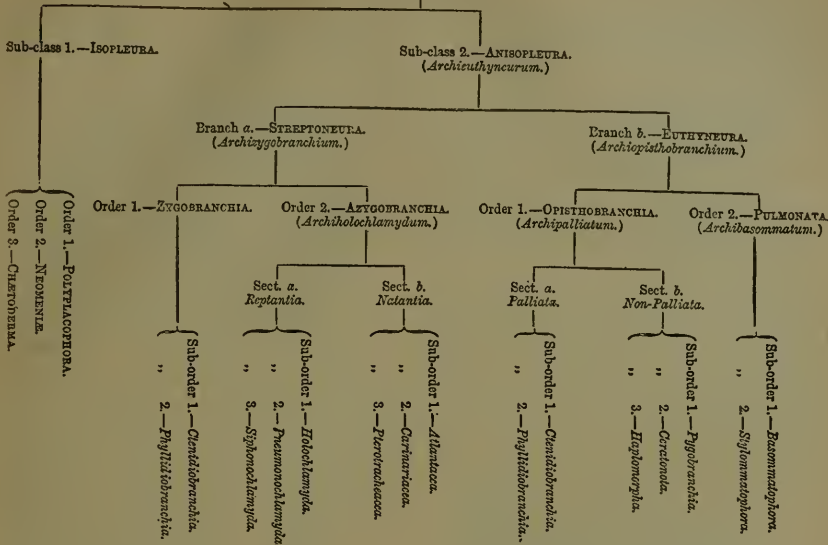 Sub-class 1.—ISOPLEURA.
Sub-class 2.—ANISOPLEURA.
(Archieuthyneurum.)
Branch a.—STREPTONEURA.
(Archizygobranchium.)
Branch b.—EUTHYNEURA.
(Archiopisthobranchium.)
Order 1.—POLYPLACOPHORA.
Order 2.—NEOMENIÆ.
Order 3.—CHÆTODERMA.
Order 1.—ZYGOBRANCHIA.
Order 2.—AZYGOBRANCHIA.
(Archiholochlamydum.)
Order 1.—OPISTHOBRANCHIA.
(Archipalliatum.)
Order 2.—PULMONATA.
(Archibasommatum.)
Sect. a.
Reptantia.
Sect. b.
Natantia.
Sect. a.
Palliata.
Sect. b.
Non-Palliata.
Sub-order 1.—Ctenidiobranchia.
„ 2.—Phyllidiobranchia.
Sub-order 1.—Holochlamyda.
„ 2.—Pneumonochlamyda.
„ 3.—Siphonochlamyda.
Sub-order 1.—Atlantacea.
„ 2.—Carinariacea.
„ 3.—Pterotracheacea.
Sub-order 1.—Ctenidiobranchia.
„ 2.—Phyllidiobranchia.
Sub-order 1.—Pygobranchia.
„ 2.—Ceratonota.
„ 3.—Haplomorpha.
Sub-order 1.—Basommatophora.
„ 2.—Stylommatophora.